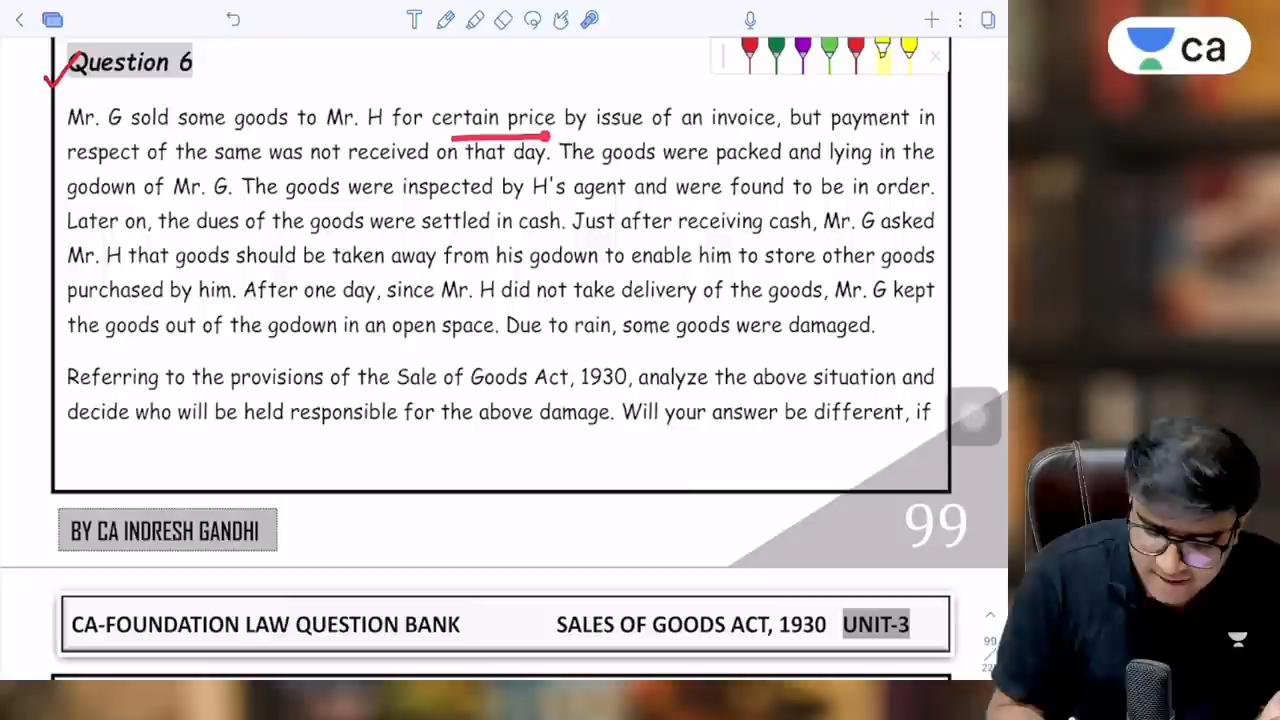 ca
Question 6
Mr. G sold some goods to Mr. H for certain price by issue of an invoice, but payment in
respect of the same was not received on that day. The goods were packed and lying in the
godown of Mr. G. The goods were inspected by H's agent and were found to be in order.
Later on, the dues of the goods were settled in cash. Just after receiving cash, Mr. G asked
Mr. H that goods should be taken away from his godown to enable him to store other goods
purchased by him. After one day, since Mr. H did not take delivery of the goods, Mr. G kept
the goods out of the godown in an open space. Due to rain, some goods were damaged.
Referring to the provisions of the Sale of Goods Act, 1930, analyze the above situation and
decide who will be held responsible for the above damage. Will your answer be different, if
BY CA INDRESH GANDHI
99
CA-FOUNDATION LAW QUESTION BANK SALES OF GOODS ACT, 1930 UNIT-3
99